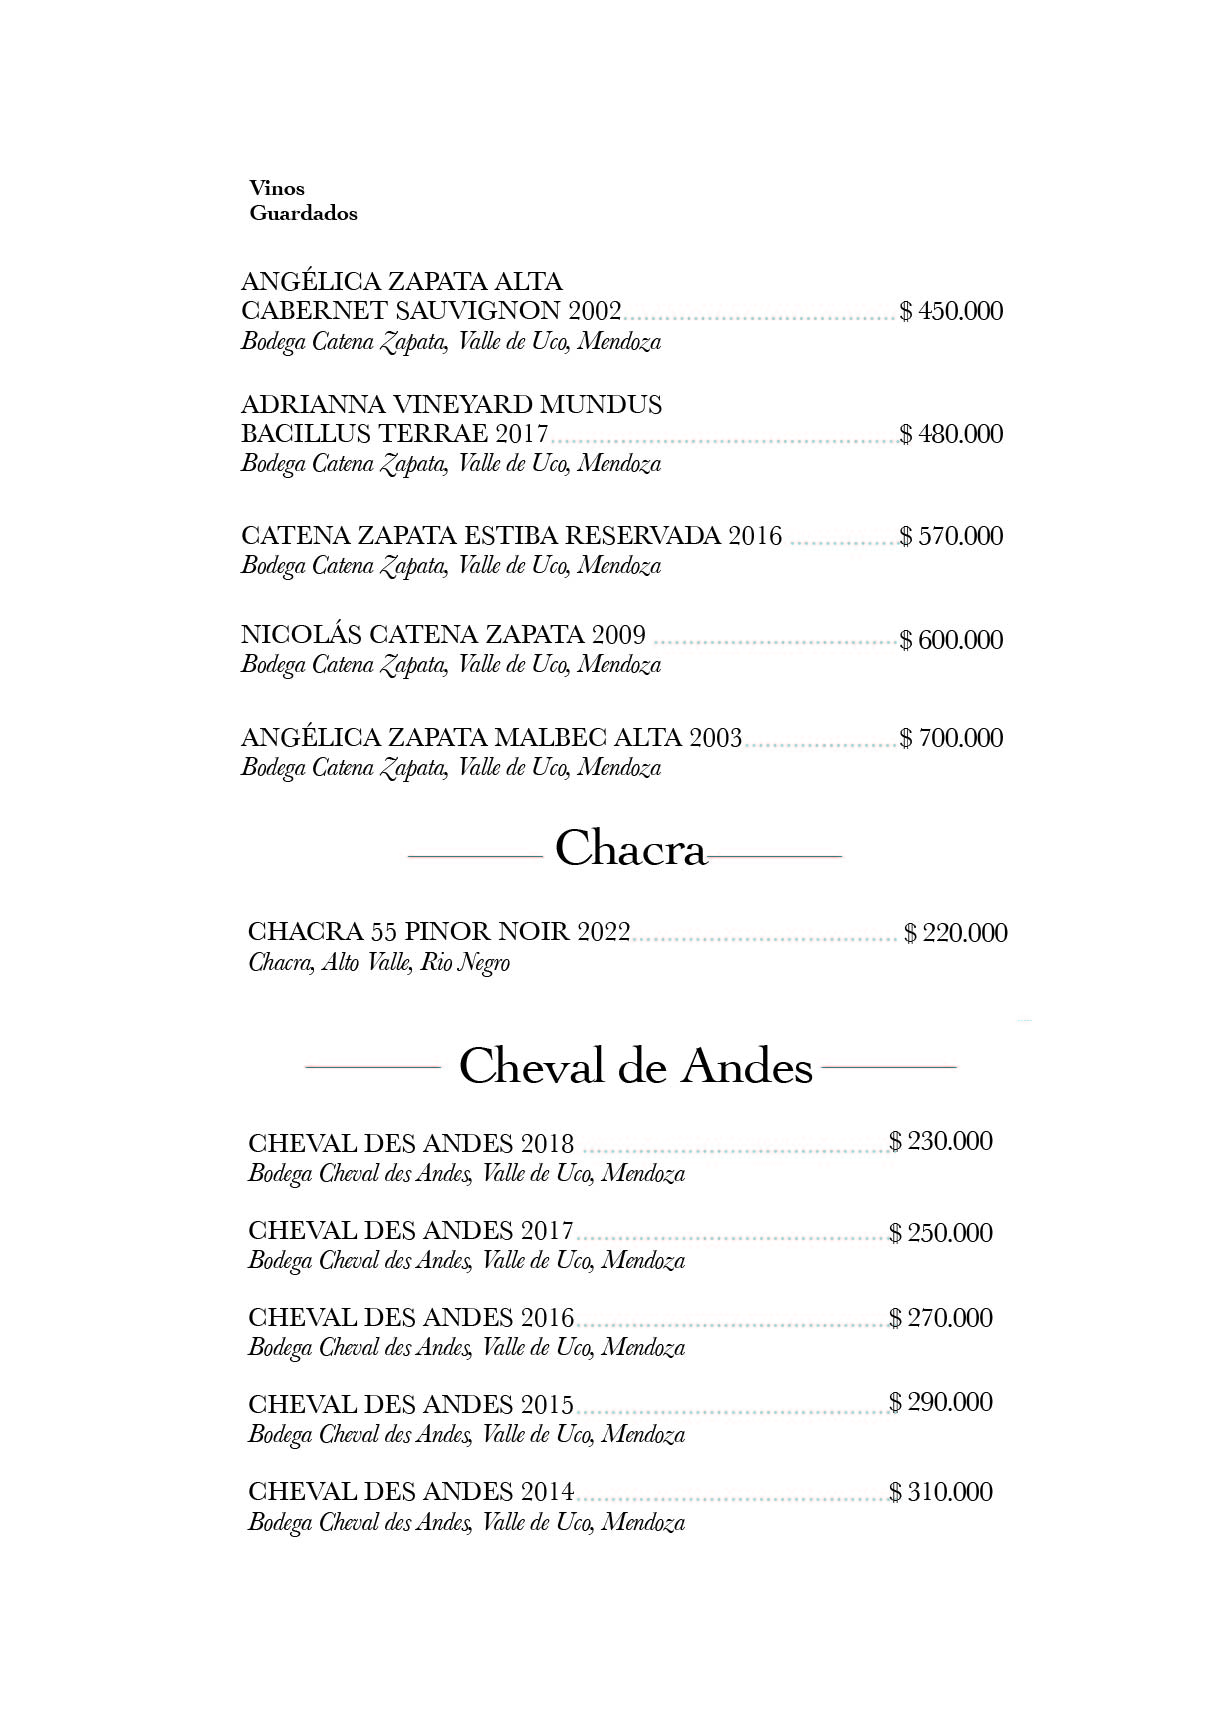 Vinos
Guardados
ANGÉLICA ZAPATA ALTA
CABERNET SAUVIGNON 2002 $ 450.000
Bodega Catena Zapata, Valle de Uco, Mendoza
ADRIANNA VINEYARD MUNDUS
BACILLUS TERRAE 2017 $ 480.000
Bodega Catena Zapata, Valle de Uco, Mendoza
CATENA ZAPATA ESTIBA RESERVADA 2016 $ 570.000
Bodega Catena Zapata, Valle de Uco, Mendoza
NICOLÁS CATENA ZAPATA 2009 $ 600.000
Bodega Catena Zapata, Valle de Uco, Mendoza
ANGÉLICA ZAPATA MALBEC ALTA 2003 $ 700.000
Bodega Catena Zapata, Valle de Uco, Mendoza
Chacra
CHACRA 55 PINOR NOIR 2022 $ 220.000
Chacra, Alto Valle, Rio Negro
Cheval de Andes
CHEVAL DES ANDES 2018 $ 230.000
Bodega Cheval des Andes, Valle de Uco, Mendoza
CHEVAL DES ANDES 2017 $ 250.000
Bodega Cheval des Andes, Valle de Uco, Mendoza
CHEVAL DES ANDES 2016 $ 270.000
Bodega Cheval des Andes, Valle de Uco, Mendoza
CHEVAL DES ANDES 2015 $ 290.000
Bodega Cheval des Andes, Valle de Uco, Mendoza
CHEVAL DES ANDES 2014 $ 310.000
Bodega Cheval des Andes, Valle de Uco, Mendoza